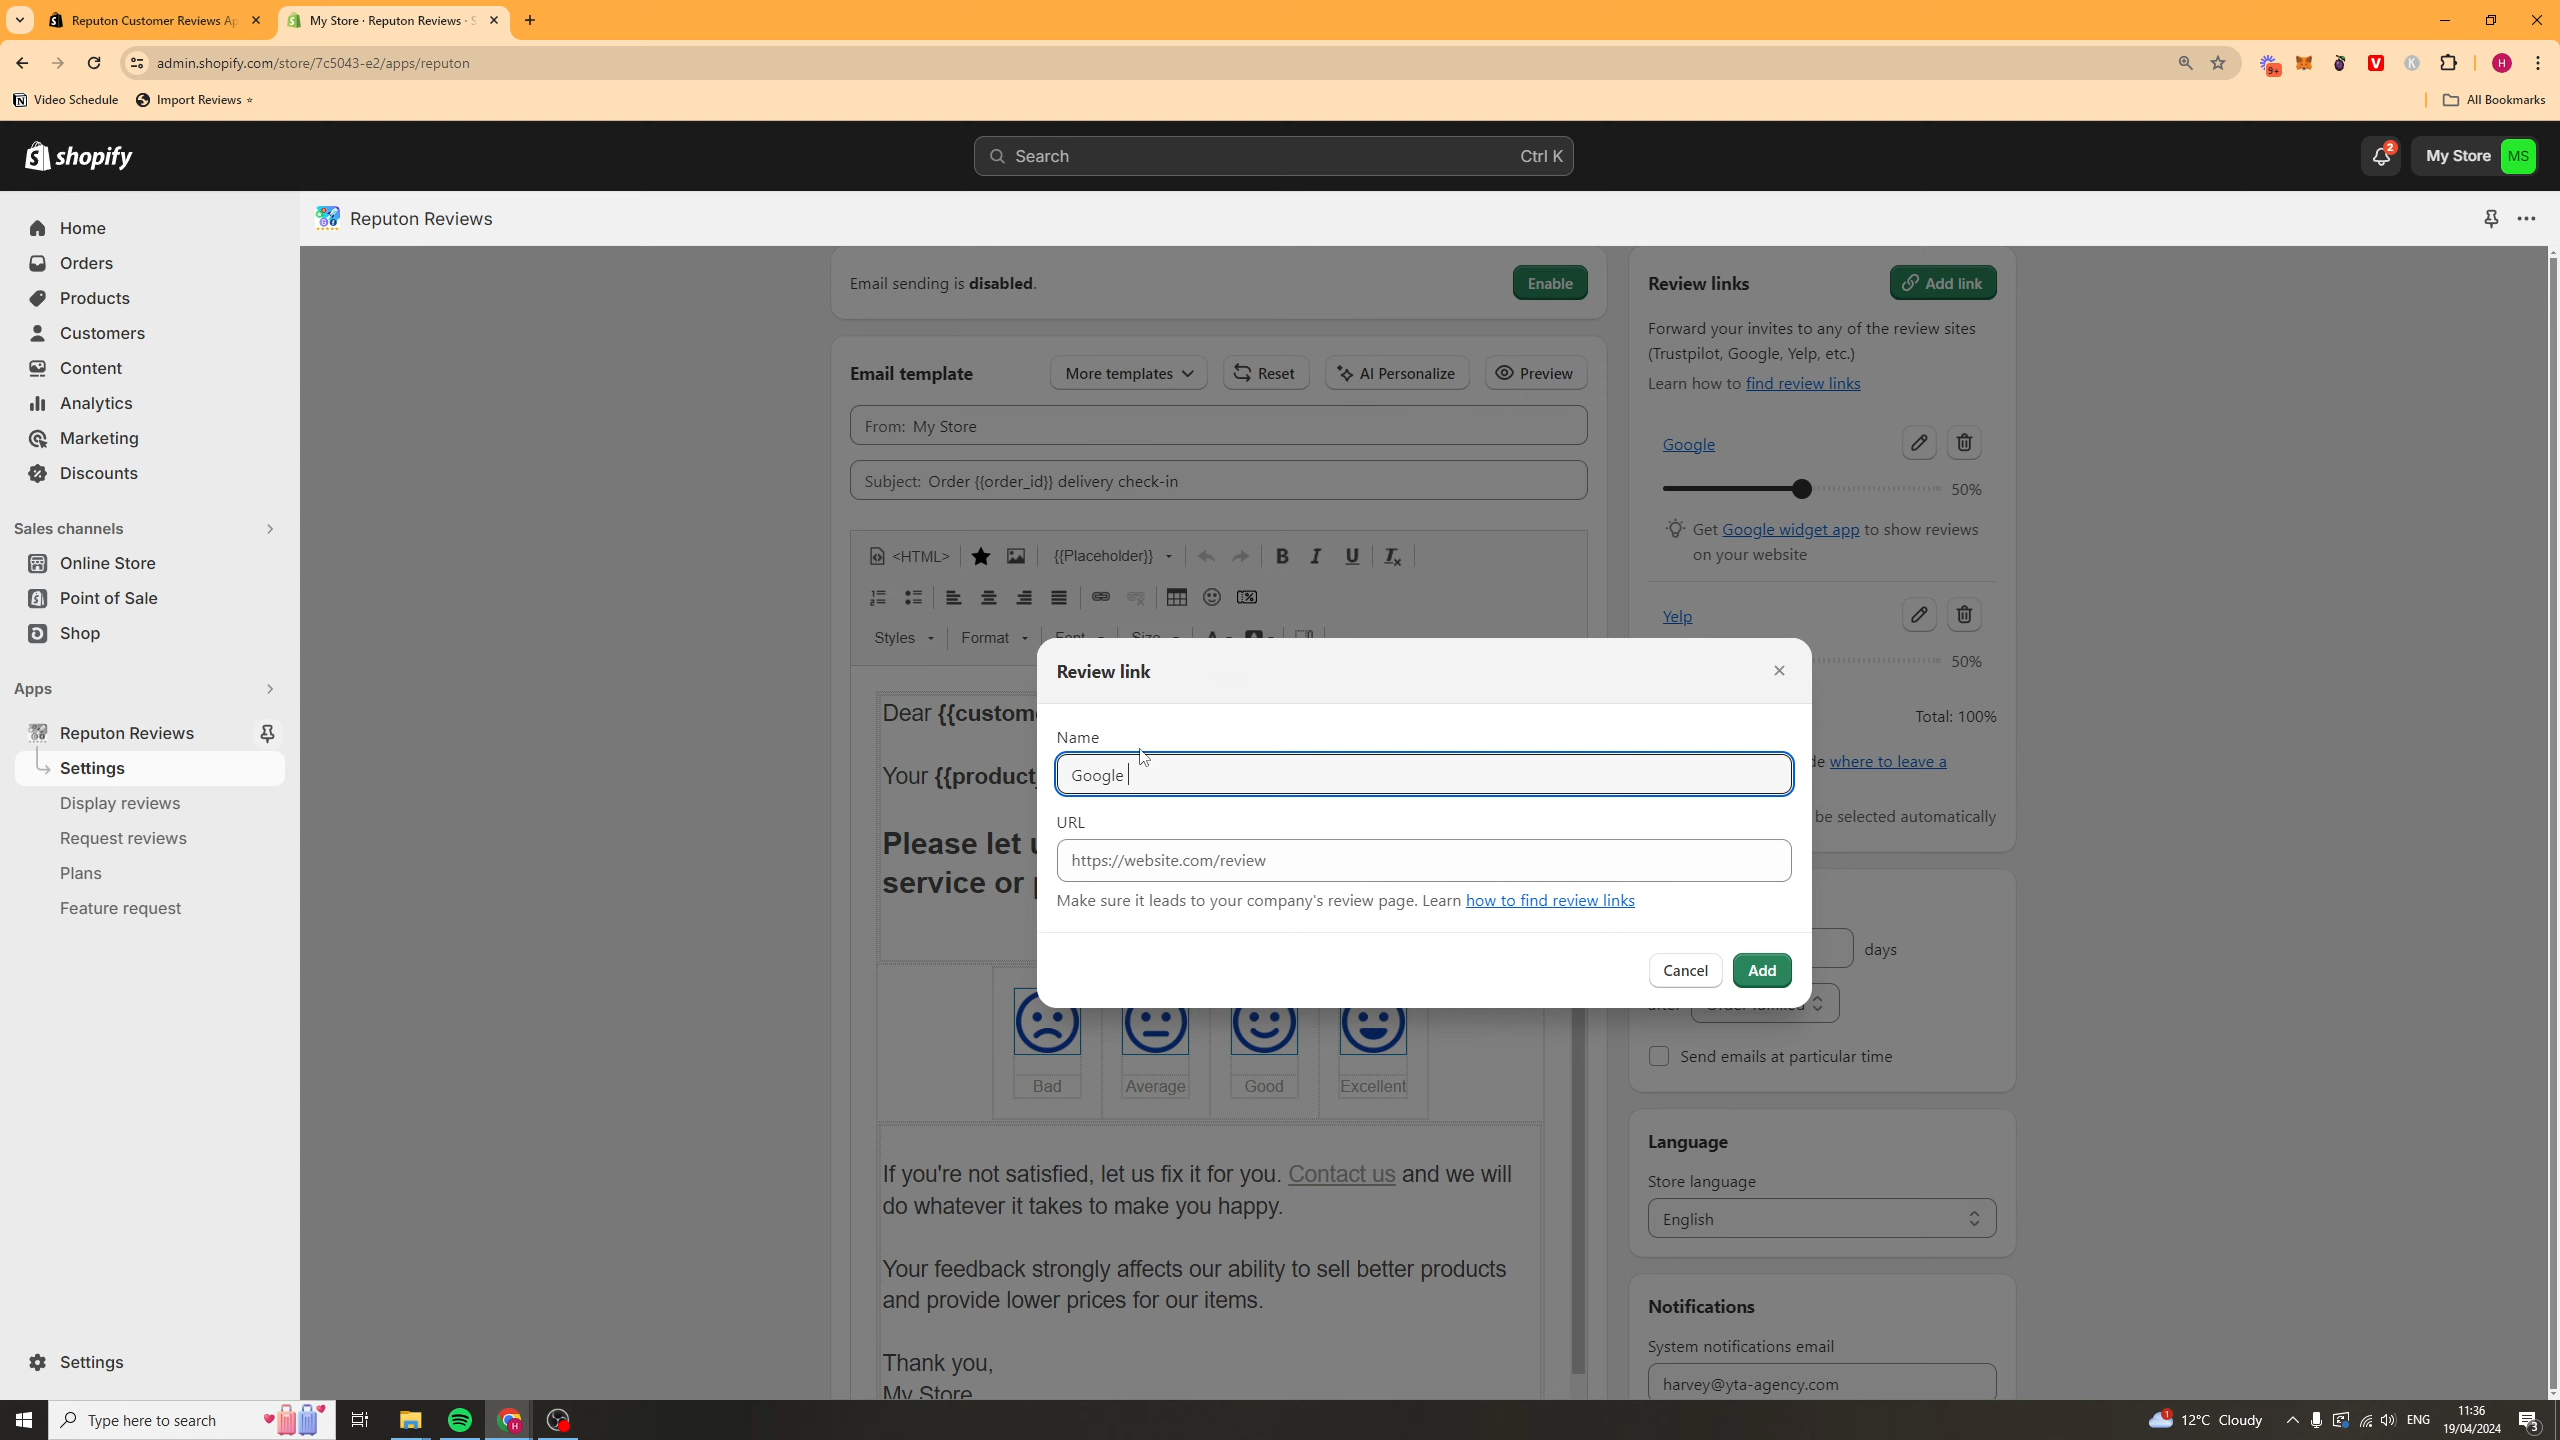 Reputon Customer Reviews Ap
My Store · Reputon Reviews · S
admin.shopify.com/store/7c5043-e2/apps/reputon
9+
V
K
H
Video Schedule
Import Reviews
All Bookmarks
shopify
Search
Ctrl K
2
My Store
MS
Home
Orders
Products
Customers
Content
Analytics
Marketing
Discounts
Sales channels
Online Store
Point of Sale
Shop
Apps
Reputon Reviews
Settings
Display reviews
Request reviews
Plans
Feature request
Settings
Reputon Reviews
Email sending is disabled.
Enable
Email template
More templates
Reset
AI Personalize
Preview
From: My Store
Subject: Order {{order_id}} delivery check-in
<HTML>
{{Placeholder}}
B I U
Styles
Format
Dear {{custom
Your {{product
Please let u
service or p
Bad
Average
Good
Excellent
If you're not satisfied, let us fix it for you. Contact us and we will
do whatever it takes to make you happy.
Your feedback strongly affects our ability to sell better products
and provide lower prices for our items.
Thank you,
My Store
Review links
Add link
Forward your invites to any of the review sites
(Trustpilot, Google, Yelp, etc.)
Learn how to find review links
Google
50%
Get Google widget app to show reviews
on your website
Yelp
50%
Total: 100%
de where to leave a
be selected automatically
days
Send emails at particular time
Language
Store language
English
Notifications
System notifications email
harvey@yta-agency.com
Review link
Name
Google
URL
https://website.com/review
Make sure it leads to your company's review page. Learn how to find review links
Cancel
Add
Type here to search
1
12°C Cloudy
ENG
11:36
19/04/2024
3